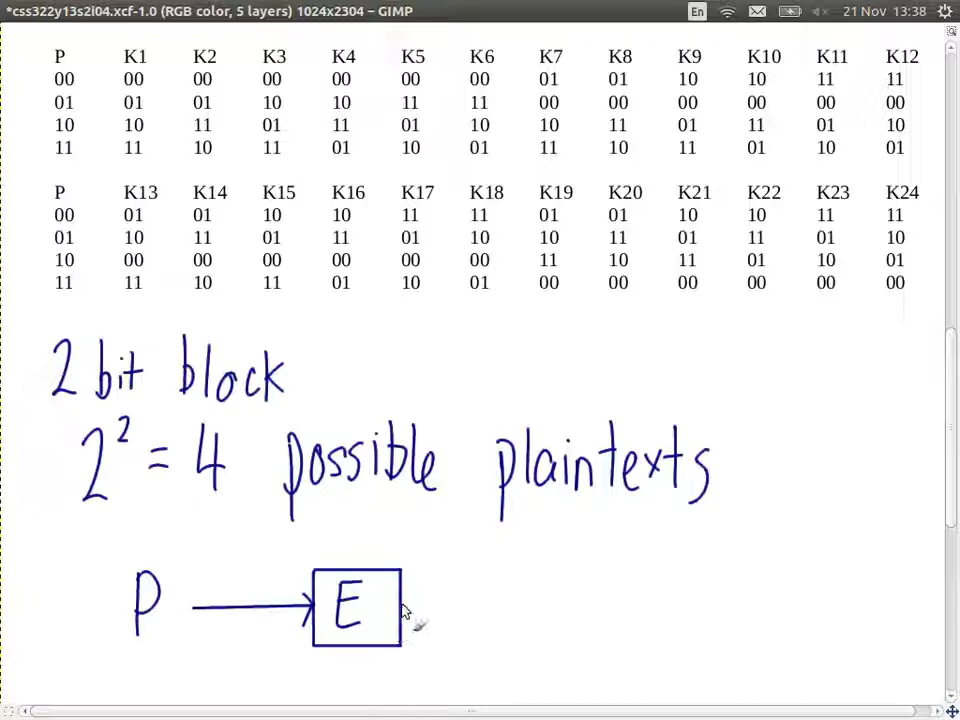 *css322y13s2i04.xcf-1.0 (RGB color, 5 layers) 1024x2304 – GIMP En 21 Nov 13:38
P K1 K2 K3 K4 K5 K6 K7 K8 K9 K10 K11 K12
00 00 00 00 00 00 00 01 01 10 10 11 11
01 01 01 10 10 11 11 00 00 00 00 00 00
10 10 11 01 11 01 10 10 11 01 11 01 10
11 11 10 11 01 10 01 11 10 11 01 10 01
P K13 K14 K15 K16 K17 K18 K19 K20 K21 K22 K23 K24
00 01 01 10 10 11 11 01 01 10 10 11 11
01 10 11 01 11 01 10 10 11 01 11 01 10
10 00 00 00 00 00 00 11 10 11 01 10 01
11 11 10 11 01 10 01 00 00 00 00 00 00
2 bit block
2² = 4 possible plaintexts
P E